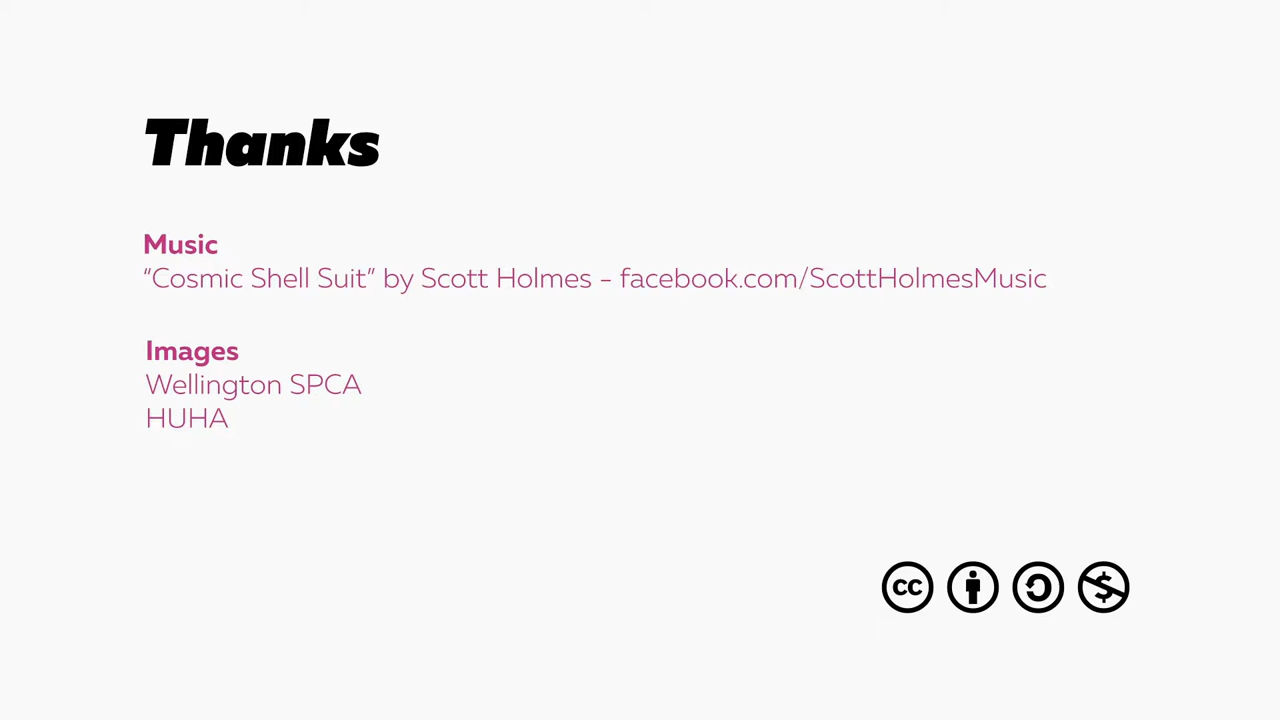 Thanks
Music
“Cosmic Shell Suit” by Scott Holmes - facebook.com/ScottHolmesMusic
Images
Wellington SPCA
HUHA
cc